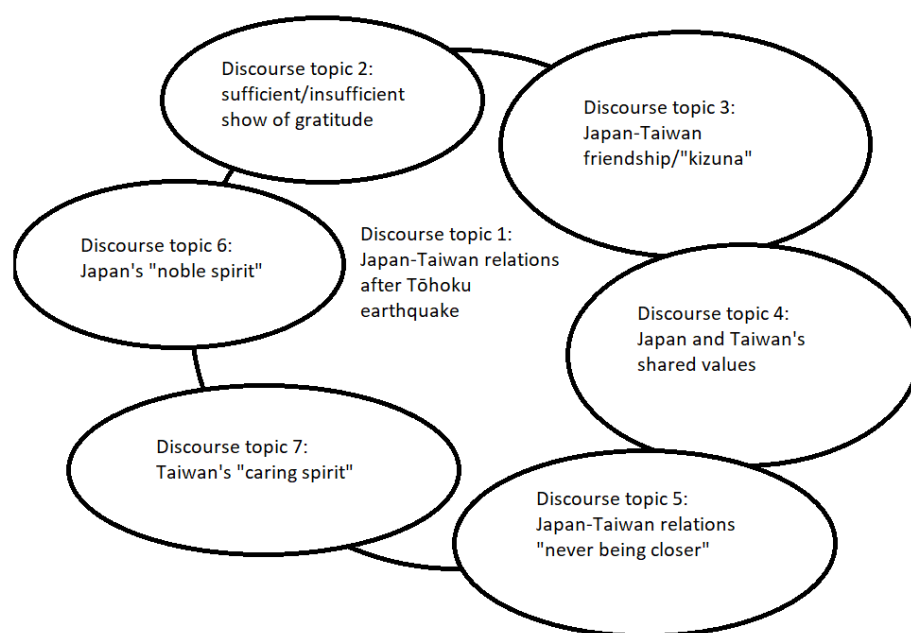 Discourse topic 2:
sufficient/insufficient
show of gratitude
Discourse topic 3:
Japan-Taiwan
friendship/"kizuna"
Discourse topic 6:
Japan's "noble spirit"
Discourse topic 1:
Japan-Taiwan relations
after Tōhoku
earthquake
Discourse topic 4:
Japan and Taiwan's
shared values
Discourse topic 7:
Taiwan's "caring spirit"
Discourse topic 5:
Japan-Taiwan relations
"never being closer"